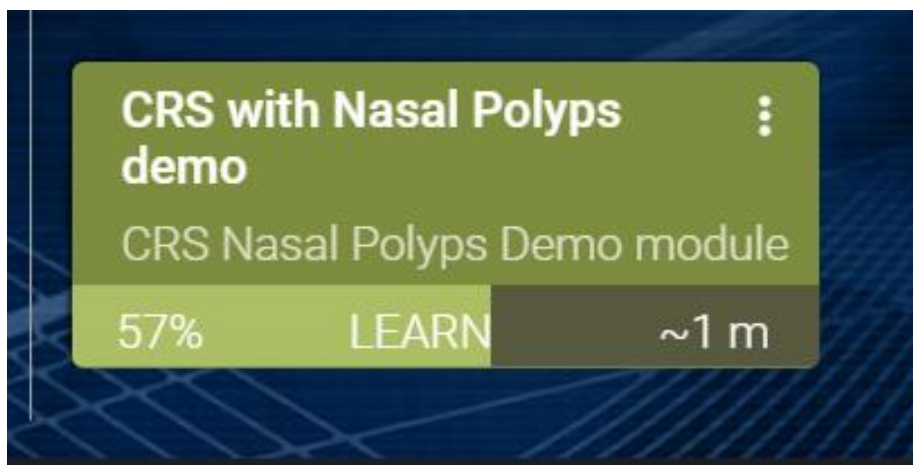 CRS with Nasal Polyps
demo
CRS Nasal Polyps Demo module
57% LEARN ~1 m